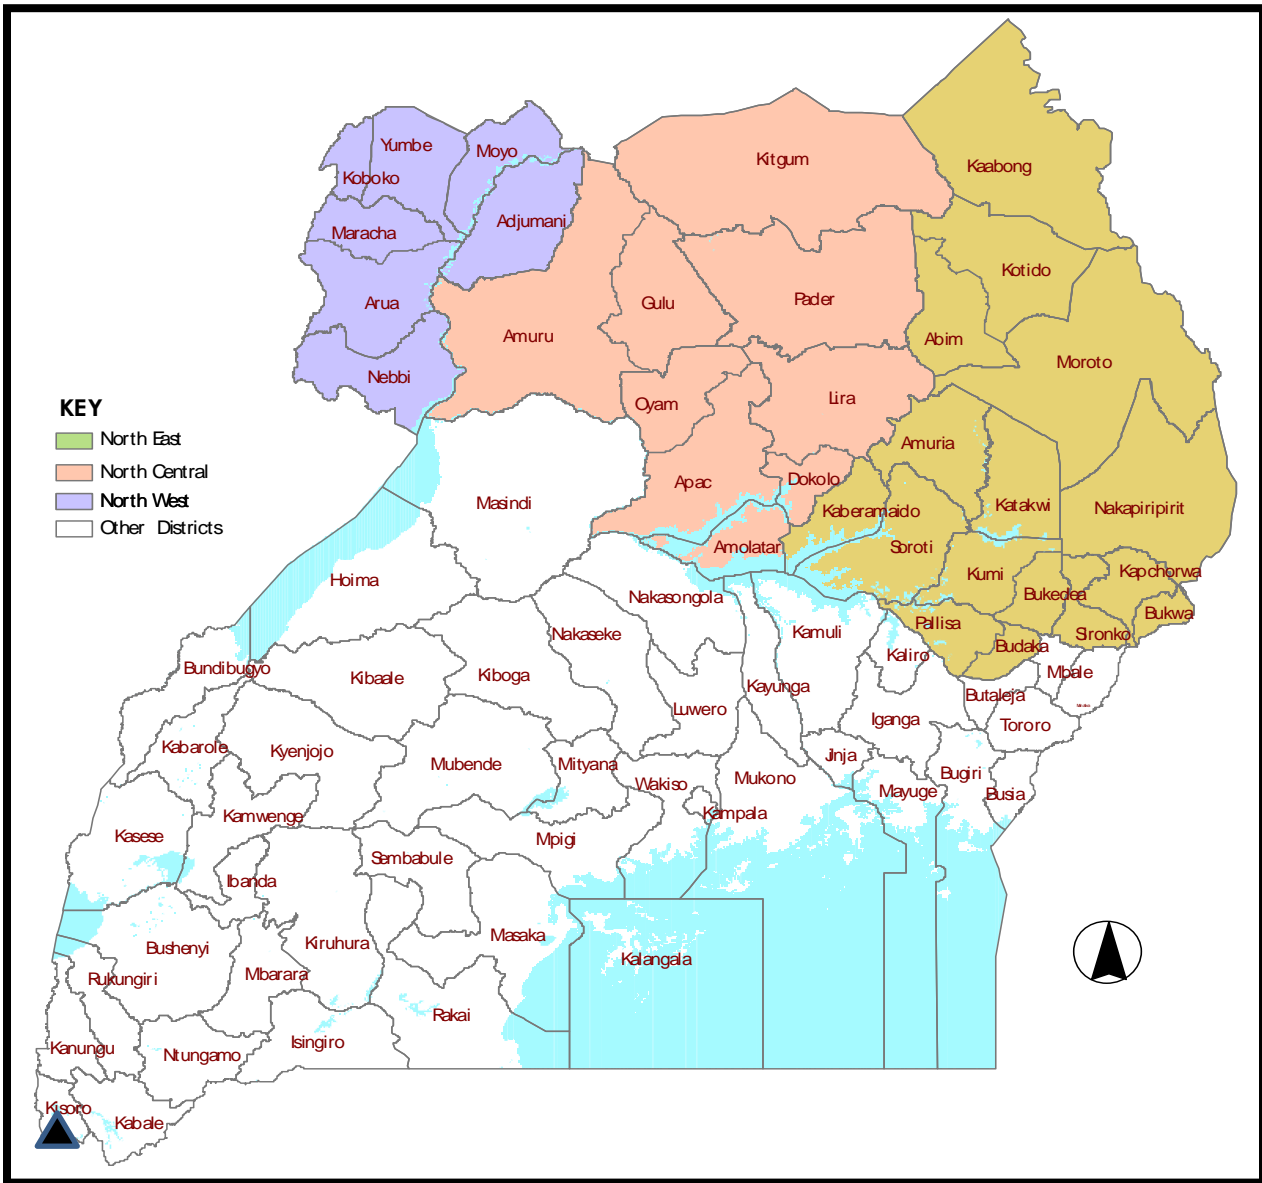 Kitgum
Kaabong
Yumbe
Moyo
Koboko
Adjumani
Maracha
Kotido
Arua
Gulu
Pader
Amuru
Abim
Moroto
Nebbi
Oyam
Lira
KEY
North East
North Central
North West
Other Districts
Amuria
Apac
Dokolo
Masindi
Kaberamaido
Katakwi
Nakapiripirit
Amolatar
Soroti
Kumi
Kapchorwa
Hoima
Nakasongola
Bukedea
Bukwa
Nakaseke
Kamuli
Pallisa
Sironko
Budaka
Kaliro
Bundibugyo
Kibaale
Kiboga
Kayunga
Mbale
Butaleja
Luwero
Iganga
Tororo
Kabarole
Kyenjojo
Mubende
Mityana
Jinja
Wakiso
Mukono
Bugiri
Mayuge
Busia
Kamwenge
Kampala
Kasese
Mpigi
Sembabule
Ibanda
Masaka
Kiruhura
Bushenyi
Kalangala
Rukungiri
Mbarara
Rakai
Isingiro
Kanungu
Ntungamo
Kisoro
Kabale